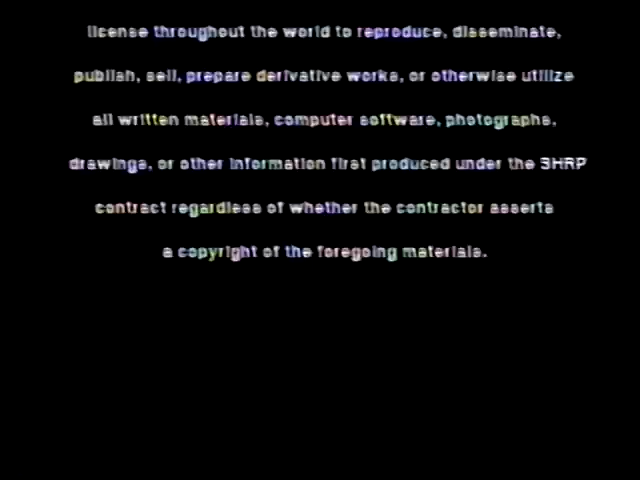 license throughout the world to reproduce, disseminate,
publish, sell, prepare derivative works, or otherwise utilize
all written materials, computer software, photographs,
drawings, or other information first produced under the SHRP
contract regardless of whether the contractor asserts
a copyright of the foregoing materials.